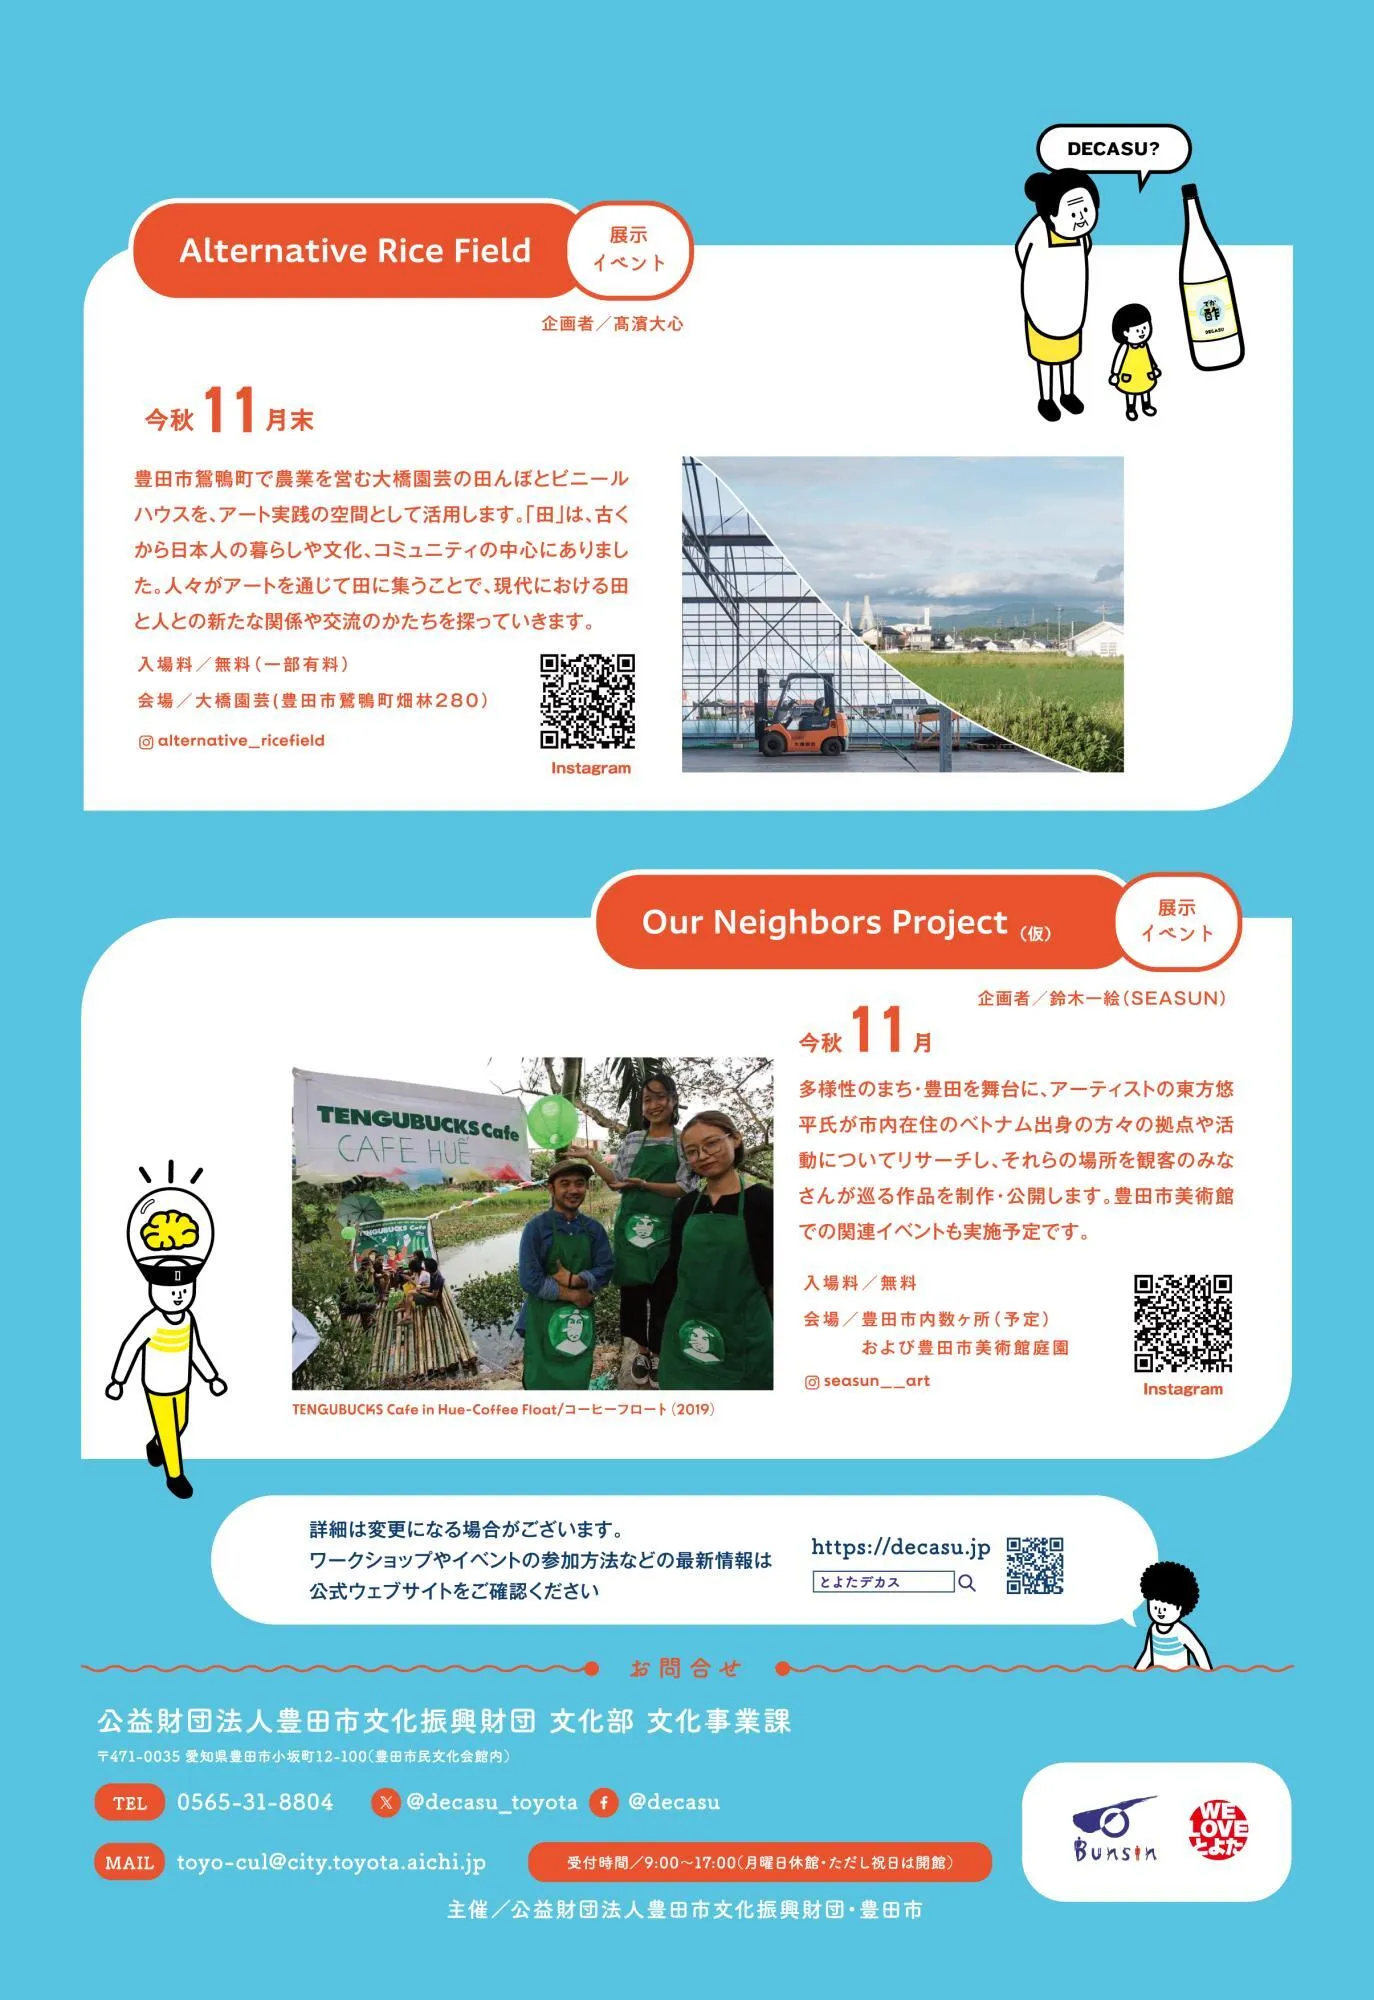 DECASU?
でか
酢
DECASU
Alternative Rice Field
展示
イベント
企画者／髙濱大心
今秋11月末
豊田市鴛鴨町で農業を営む大橋園芸の田んぼとビニール
ハウスを、アート実践の空間として活用します。「田」は、古く
から日本人の暮らしや文化、コミュニティの中心にありまし
た。人々がアートを通じて田に集うことで、現代における田
と人との新たな関係や交流のかたちを探っていきます。
入場料／無料（一部有料）
会場／大橋園芸(豊田市鴛鴨町畑林280)
alternative_ricefield
Instagram
大橋園芸
Our Neighbors Project（仮）
展示
イベント
企画者／鈴木一絵（SEASUN）
今秋11月
多様性のまち・豊田を舞台に、アーティストの東方悠
平氏が市内在住のベトナム出身の方々の拠点や活
動についてリサーチし、それらの場所を観客のみな
さんが巡る作品を制作・公開します。豊田市美術館
での関連イベントも実施予定です。
入場料／無料
会場／豊田市内数ヶ所（予定）
および豊田市美術館庭園
seasun__art
Instagram
TENGUBUCKS Cafe
CAFE HUẾ
TENGUBUCKS Cafe
TENGUBUCKS Cafe in Hue-Coffee Float/コーヒーフロート（2019）
詳細は変更になる場合がございます。
ワークショップやイベントの参加方法などの最新情報は
公式ウェブサイトをご確認ください
https://decasu.jp
とよたデカス
お問合せ
公益財団法人豊田市文化振興財団 文化部 文化事業課
〒471-0035 愛知県豊田市小坂町12-100（豊田市民文化会館内）
TEL 0565-31-8804 @decasu_toyota @decasu
MAIL toyo-cul@city.toyota.aichi.jp 受付時間／9:00〜17:00（月曜日休館・ただし祝日は開館）
主催／公益財団法人豊田市文化振興財団・豊田市
Bunsin
WE
LOVE
とよた